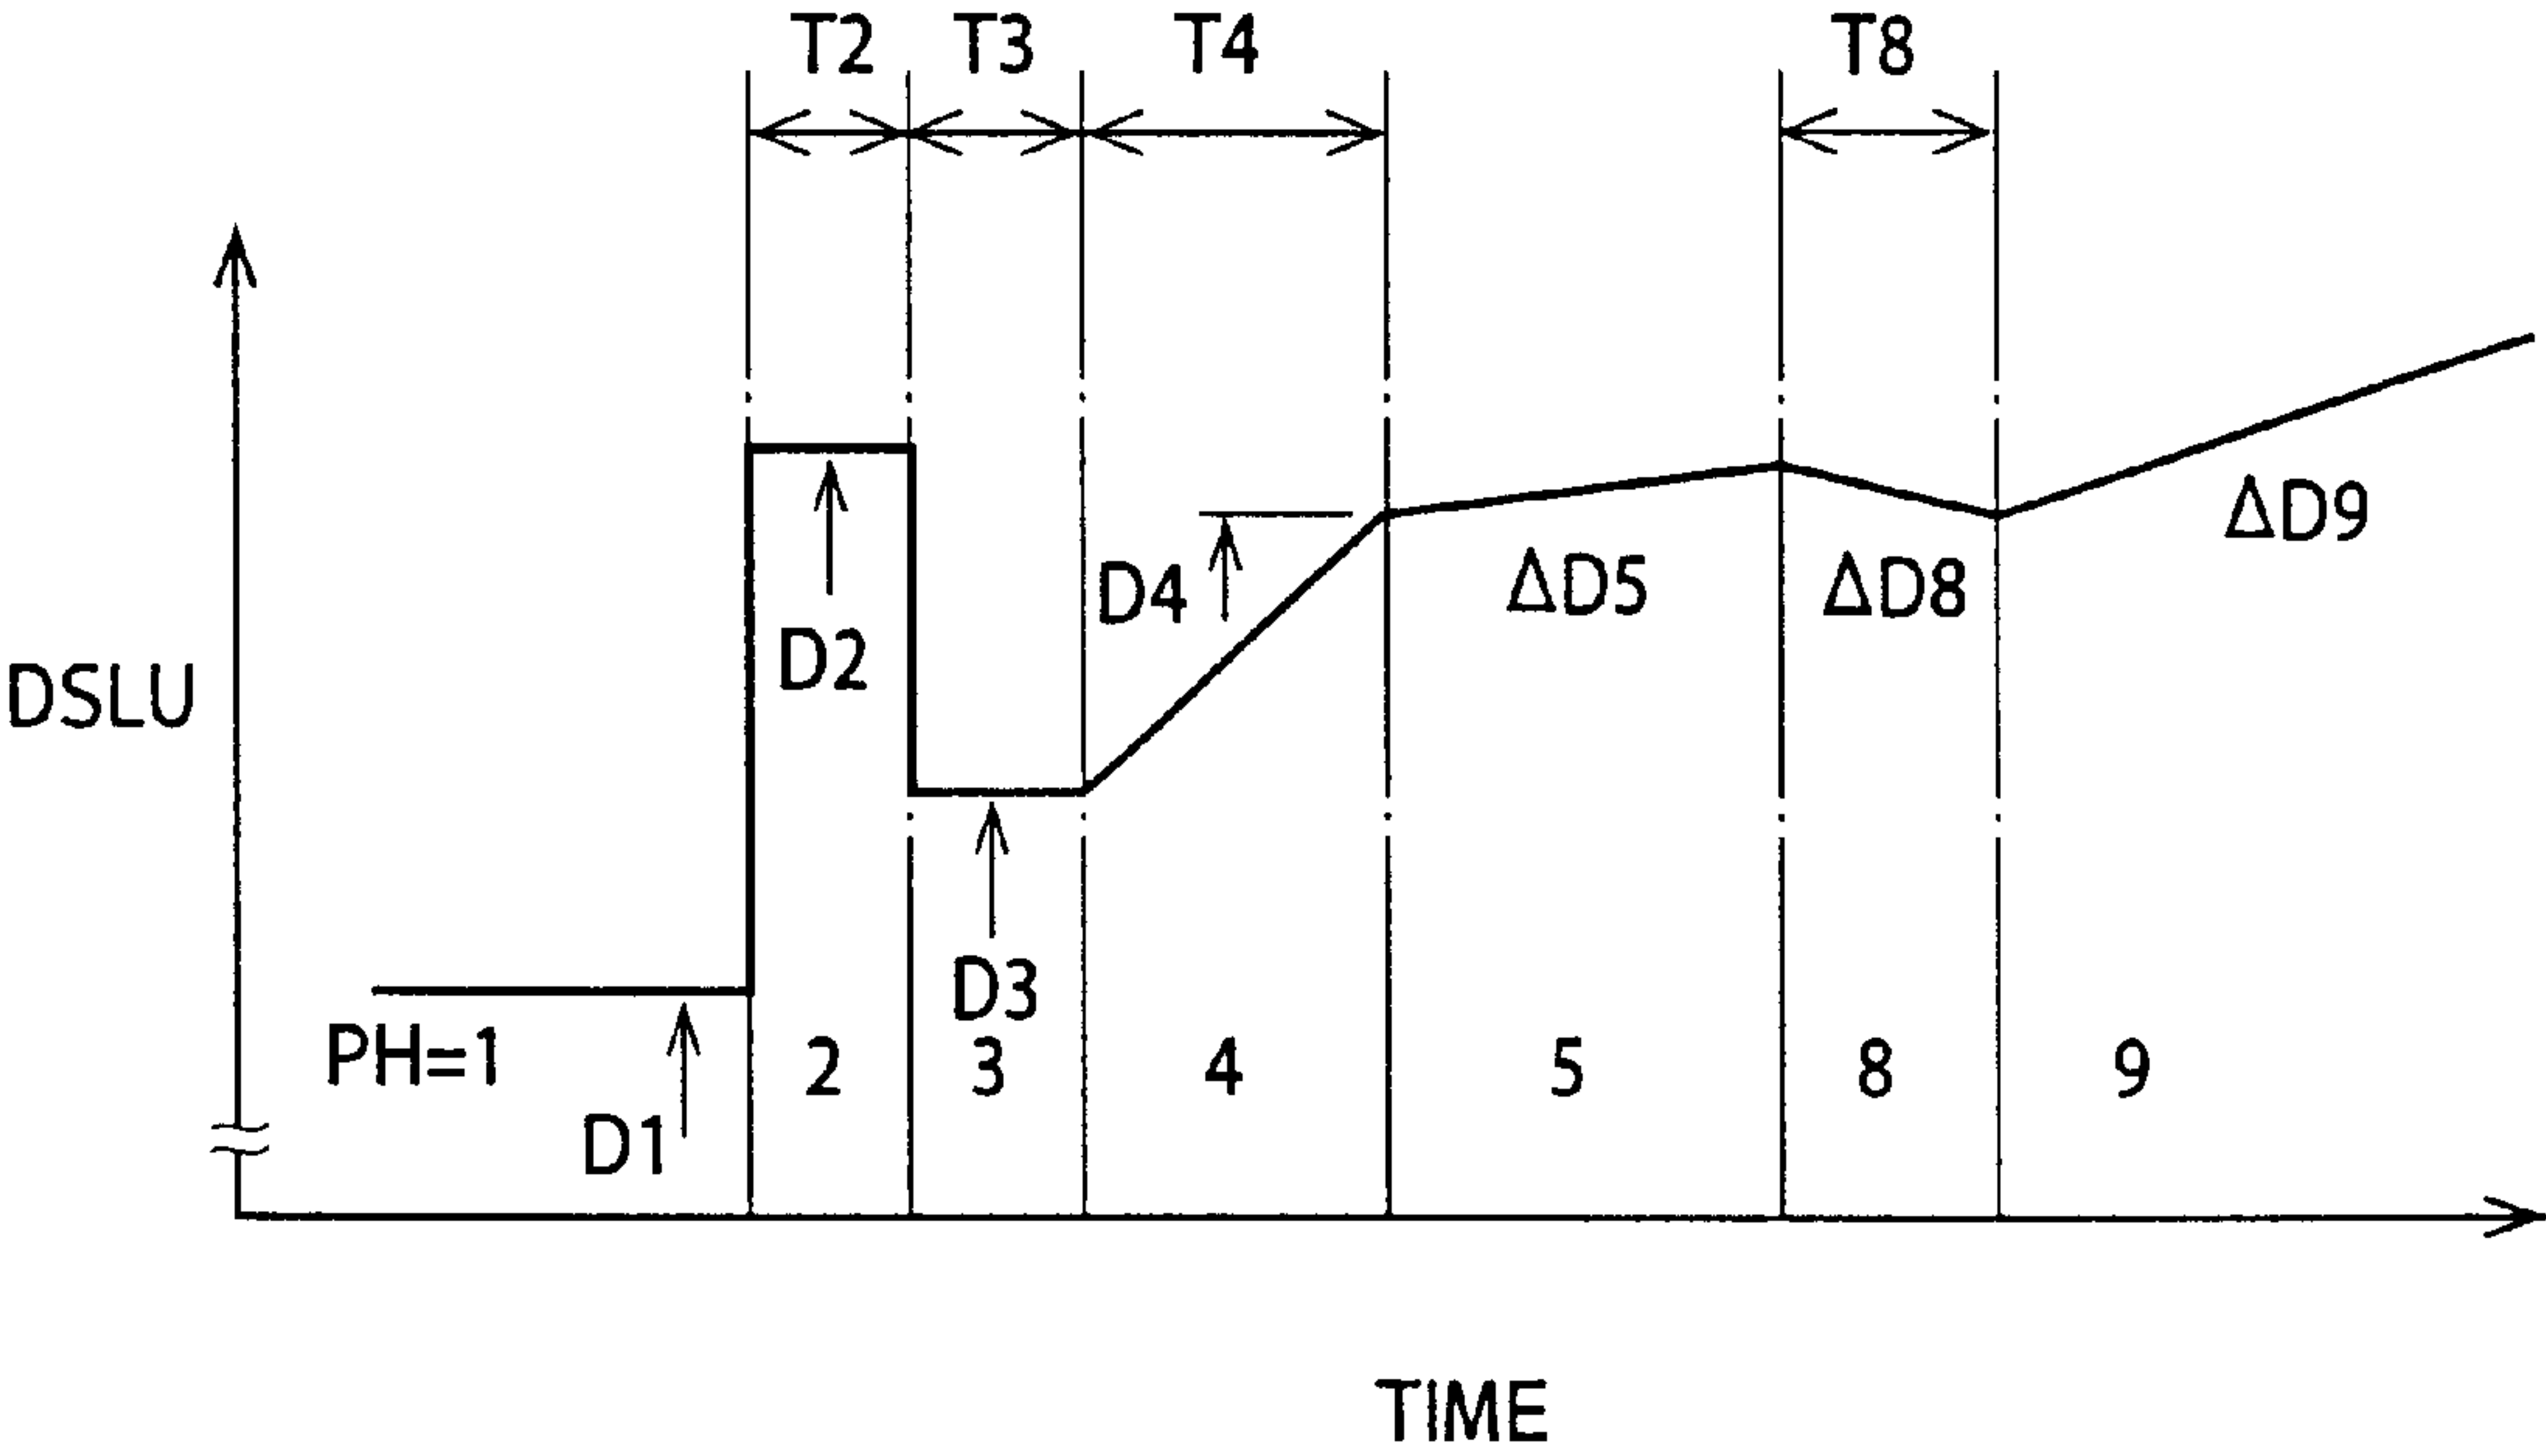 T2 T3 T4 T8
ΔD9
D4 ΔD5 ΔD8
D2
DSLU
D3
PH=1 2 3 4 5 8 9
D1
TIME